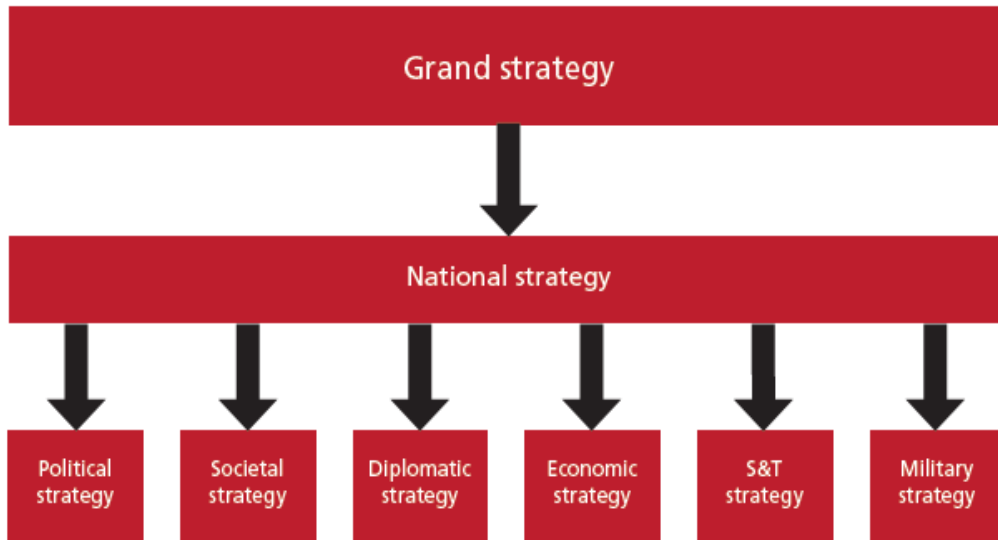 Grand strategy
National strategy
Political
strategy
Societal
strategy
Diplomatic
strategy
Economic
strategy
S&T
strategy
Military
strategy